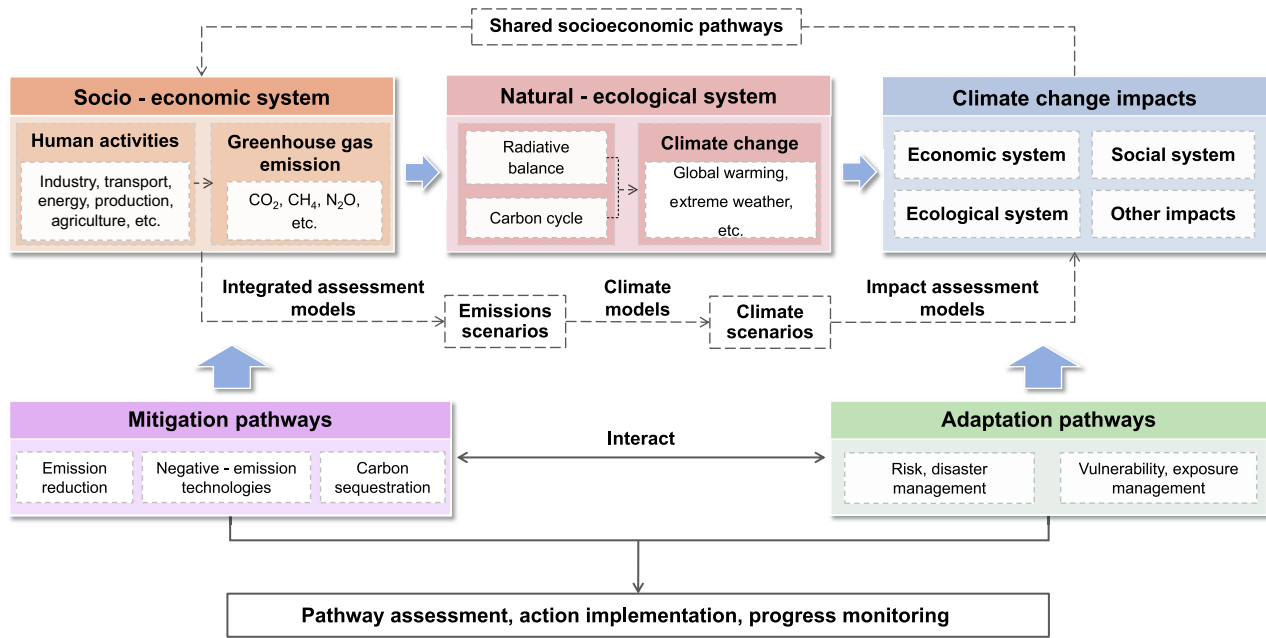 Shared socioeconomic pathways
Socio - economic system
Human activities
Industry, transport,
energy, production,
agriculture, etc.
Greenhouse gas
emission
CO₂, CH₄, N₂O,
etc.
Natural - ecological system
Radiative
balance
Carbon cycle
Climate change
Global warming,
extreme weather,
etc.
Climate change impacts
Economic system
Social system
Ecological system
Other impacts
Integrated assessment
models
Emissions
scenarios
Climate
models
Climate
scenarios
Impact assessment
models
Mitigation pathways
Emission
reduction
Negative - emission
technologies
Carbon
sequestration
Interact
Adaptation pathways
Risk, disaster
management
Vulnerability, exposure
management
Pathway assessment, action implementation, progress monitoring